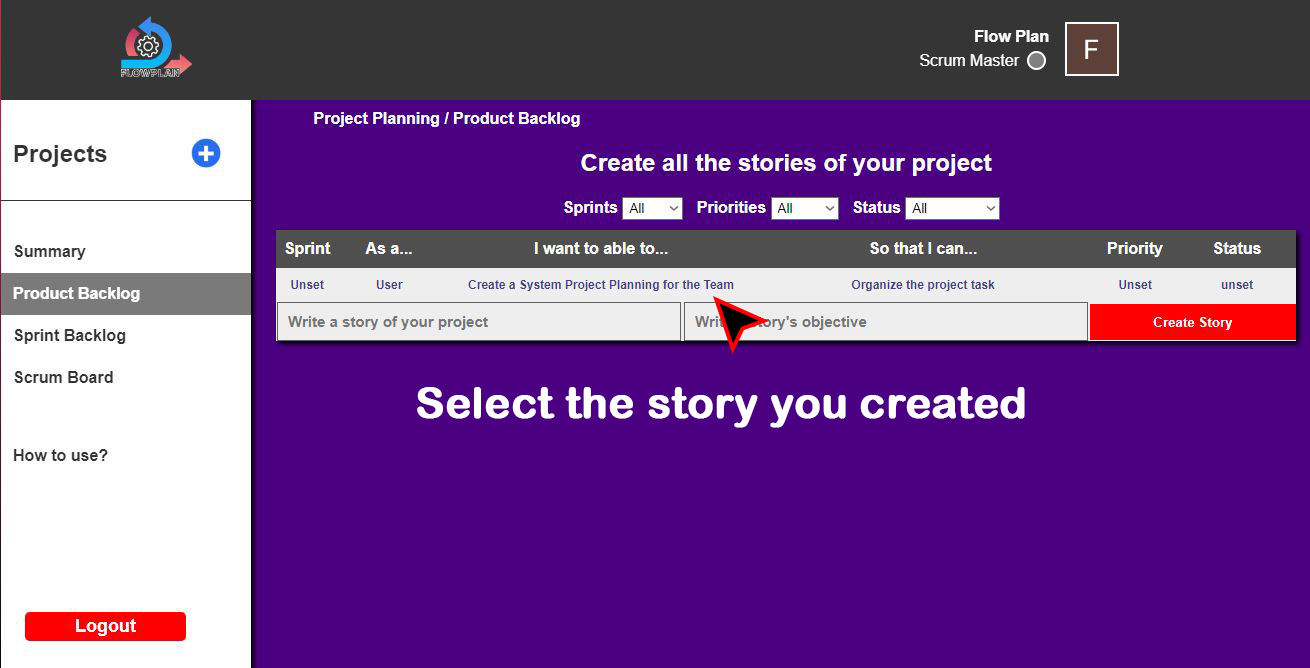 FLOWPLAN
Flow Plan
Scrum Master
F
Projects
Summary
Product Backlog
Sprint Backlog
Scrum Board
How to use?
Logout
Project Planning / Product Backlog
Create all the stories of your project
Sprints All Priorities All Status All
Sprint As a... I want to able to... So that I can... Priority Status
Unset User Create a System Project Planning for the Team Organize the project task Unset unset
Write a story of your project Writ ory's objective Create Story
Select the story you created